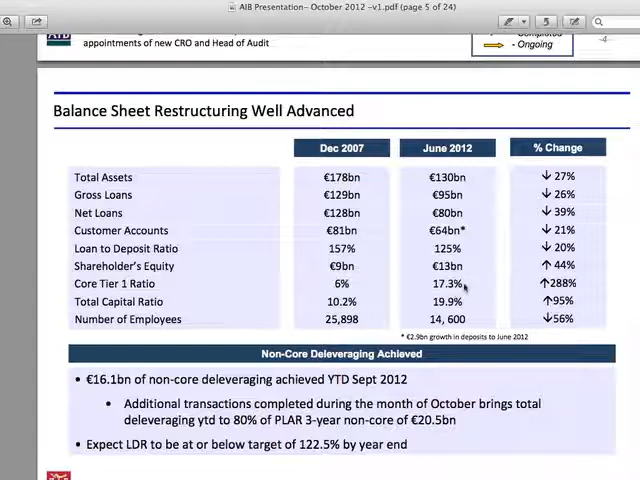 AIB Presentation– October 2012 –v1.pdf (page 5 of 24)
appointments of new CRO and Head of Audit
- Ongoing
Balance Sheet Restructuring Well Advanced
Dec 2007 June 2012 % Change
Total Assets €178bn €130bn ↓ 27%
Gross Loans €129bn €95bn ↓ 26%
Net Loans €128bn €80bn ↓ 39%
Customer Accounts €81bn €64bn* ↓ 21%
Loan to Deposit Ratio 157% 125% ↓ 20%
Shareholder's Equity €9bn €13bn ↑ 44%
Core Tier 1 Ratio 6% 17.3% ↑288%
Total Capital Ratio 10.2% 19.9% ↑95%
Number of Employees 25,898 14, 600 ↓56%
* €2.9bn growth in deposits to June 2012
Non-Core Deleveraging Achieved
• €16.1bn of non-core deleveraging achieved YTD Sept 2012
• Additional transactions completed during the month of October brings total
deleveraging ytd to 80% of PLAR 3-year non-core of €20.5bn
• Expect LDR to be at or below target of 122.5% by year end